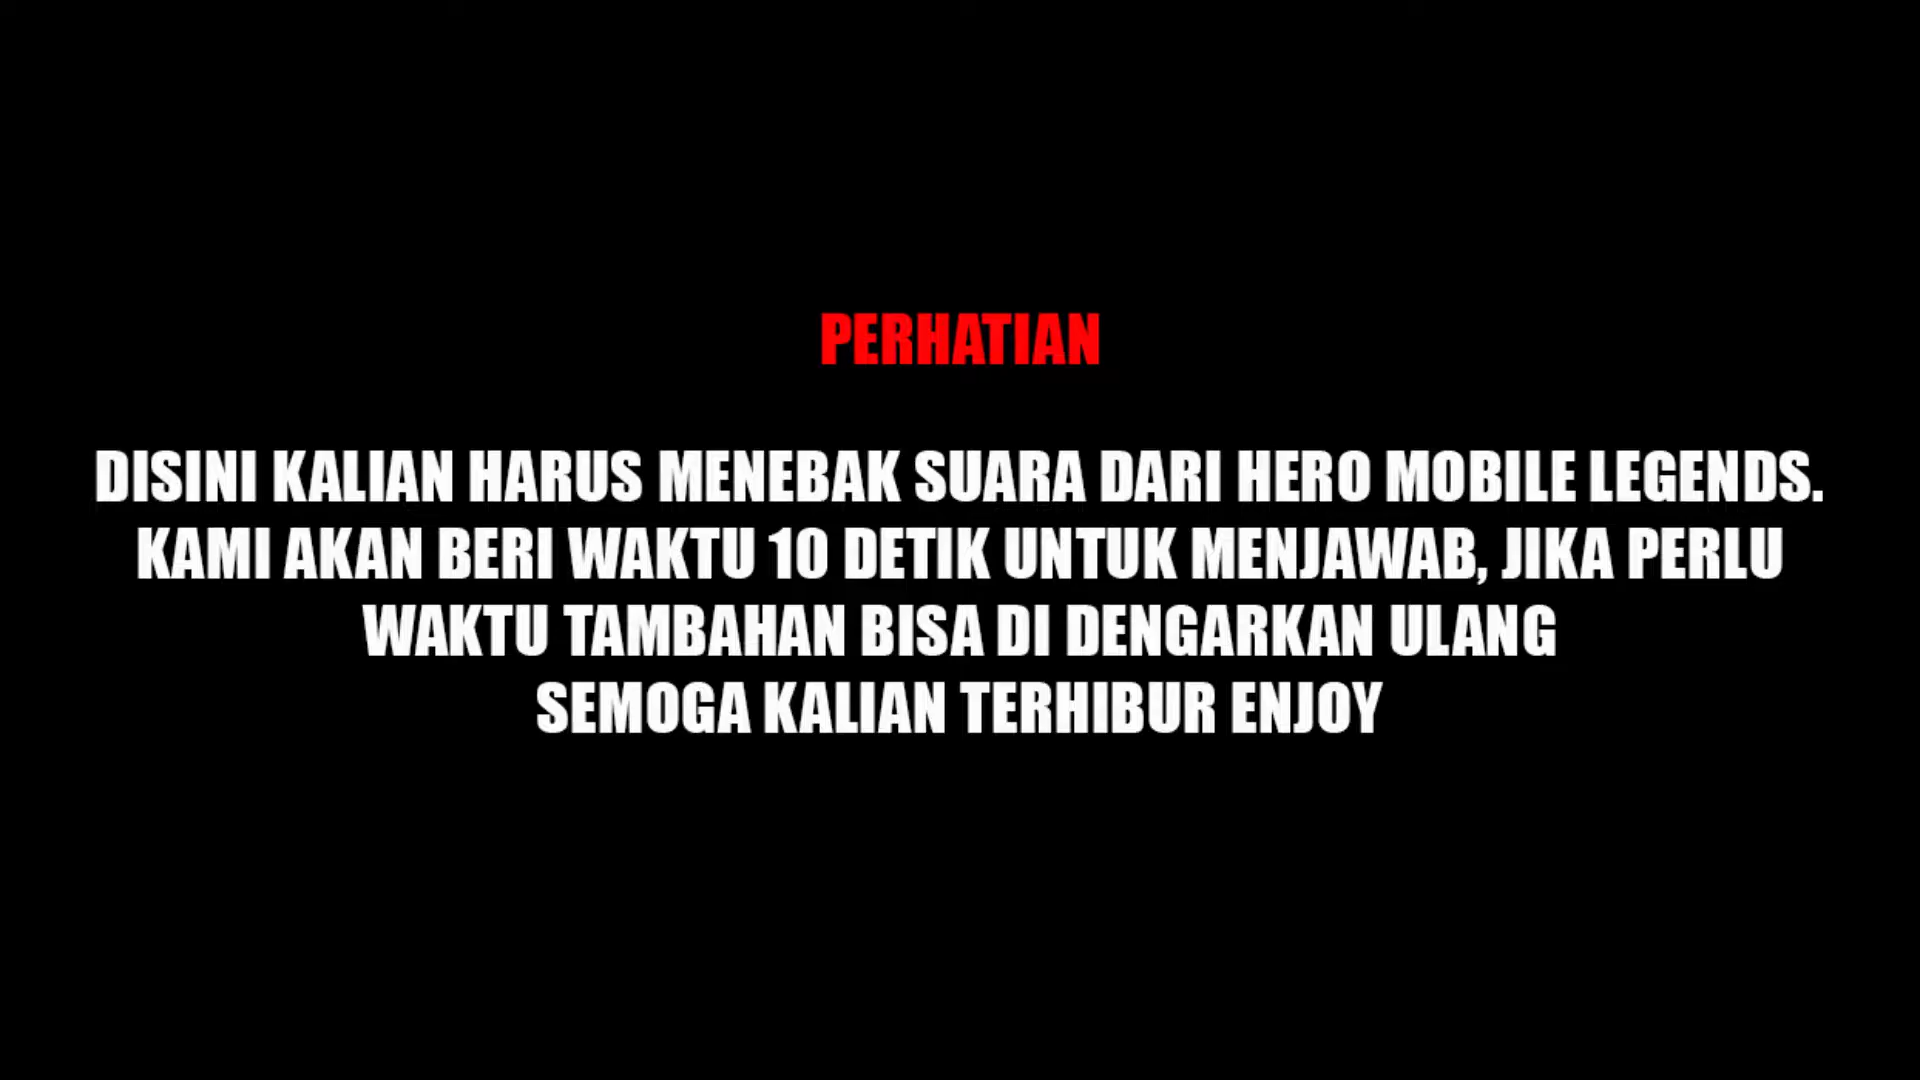 PERHATIAN
DISINI KALIAN HARUS MENEBAK SUARA DARI HERO MOBILE LEGENDS.
KAMI AKAN BERI WAKTU 10 DETIK UNTUK MENJAWAB, JIKA PERLU
WAKTU TAMBAHAN BISA DI DENGARKAN ULANG
SEMOGA KALIAN TERHIBUR ENJOY